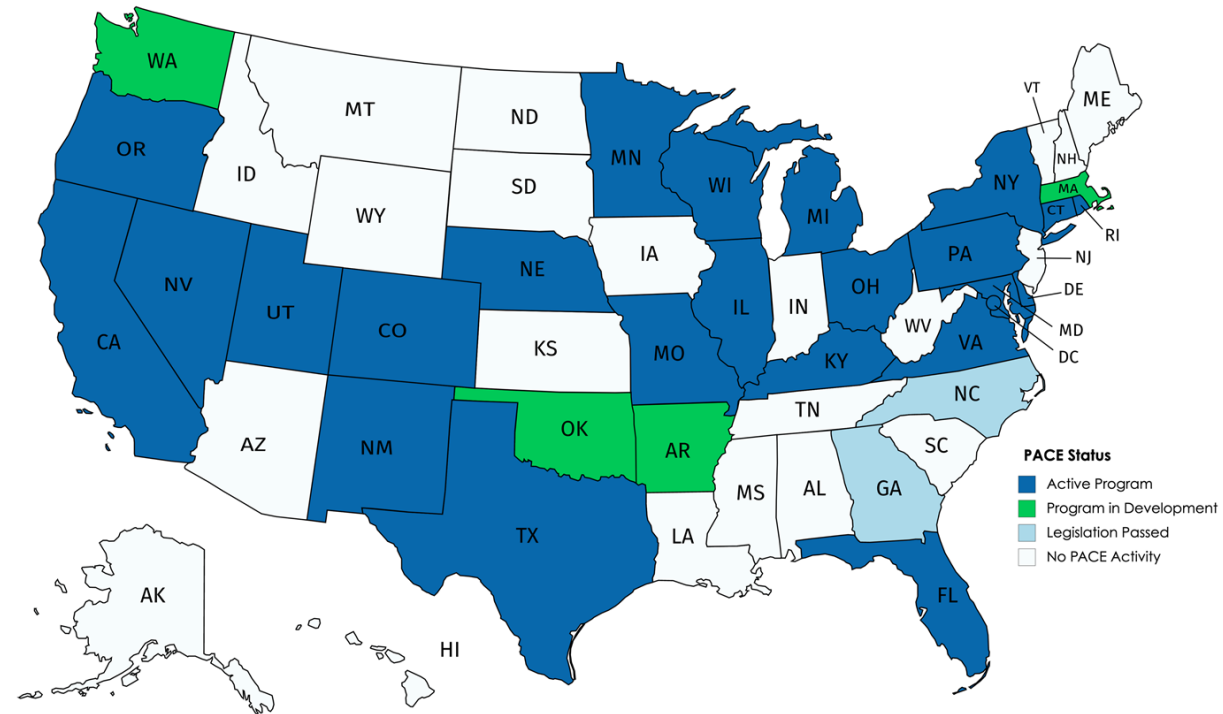 WA
MT
ND
MN
VT
ME
OR
ID
SD
WI
NH
WY
MI
NY
MA
CT
RI
IA
PA
NJ
NV
NE
DE
UT
CO
IL
IN
OH
WV
MD
CA
KS
MO
KY
VA
DC
AZ
NM
OK
AR
TN
NC
SC
MS
AL
GA
TX
LA
FL
AK
HI
PACE Status
Active Program
Program in Development
Legislation Passed
No PACE Activity